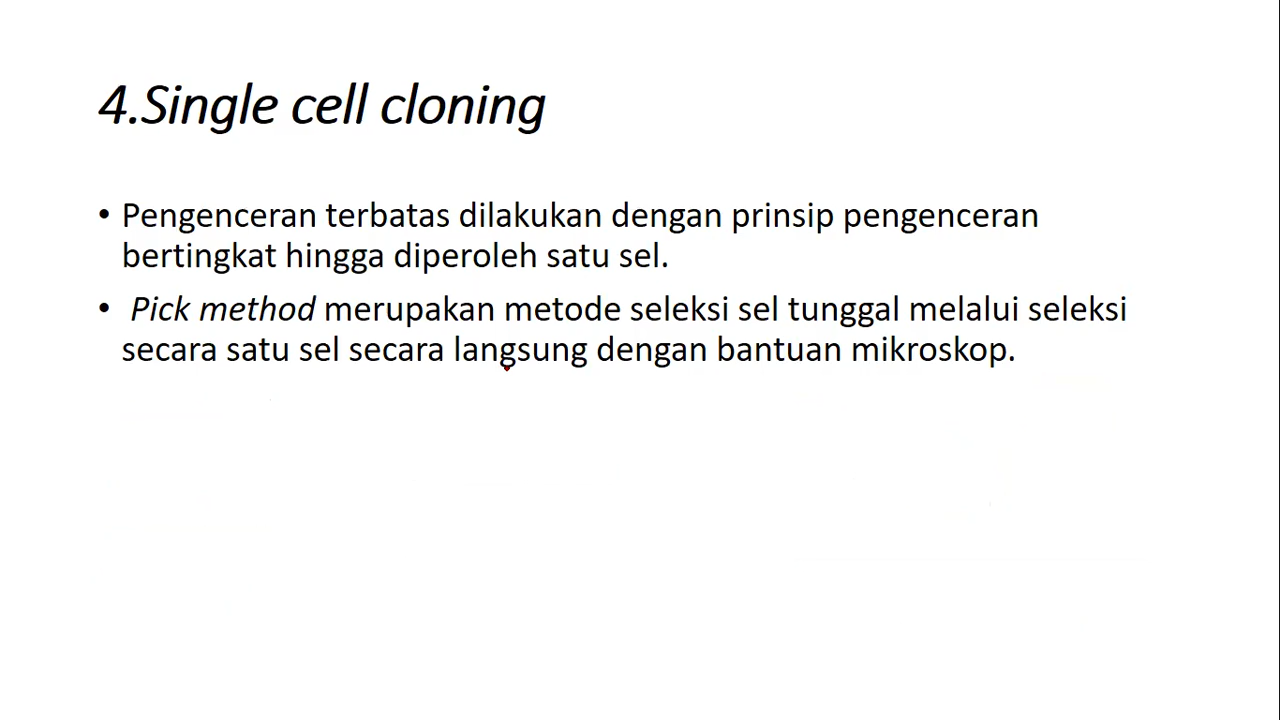 4.Single cell cloning
• Pengenceran terbatas dilakukan dengan prinsip pengenceran
bertingkat hingga diperoleh satu sel.
• Pick method merupakan metode seleksi sel tunggal melalui seleksi
secara satu sel secara langsung dengan bantuan mikroskop.